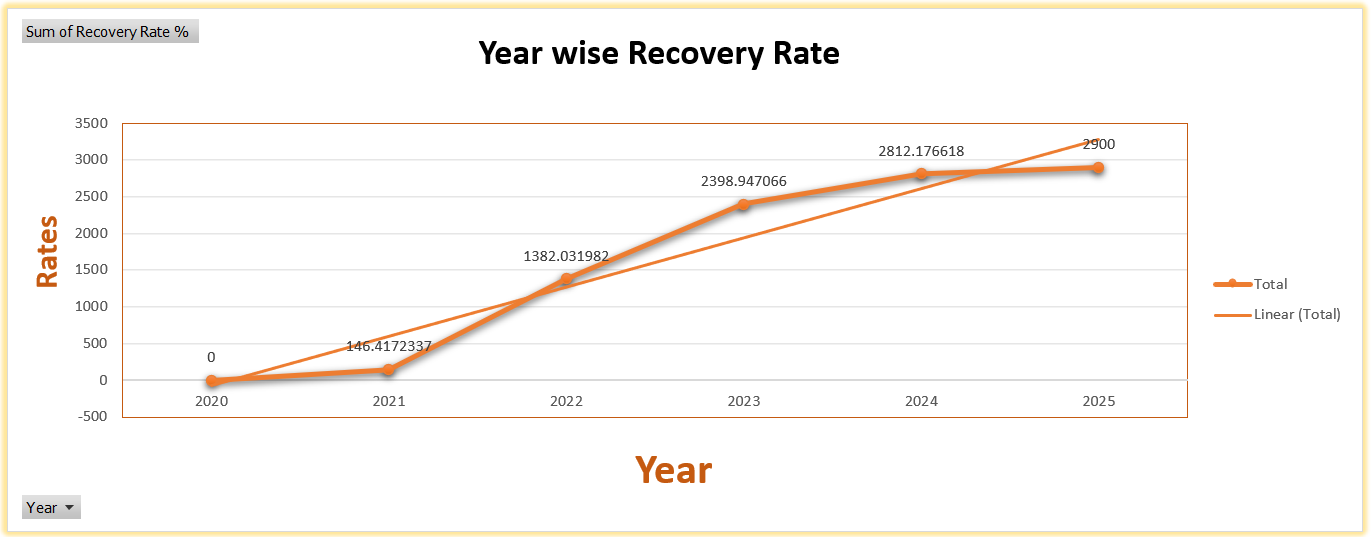 Sum of Recovery Rate %
Year wise Recovery Rate
3500
3000
2500
2000
1500
1000
500
0
-500
Rates
0
146.4172337
1382.031982
2398.947066
2812.176618
2900
2020 2021 2022 2023 2024 2025
Total
Linear (Total)
Year
Year